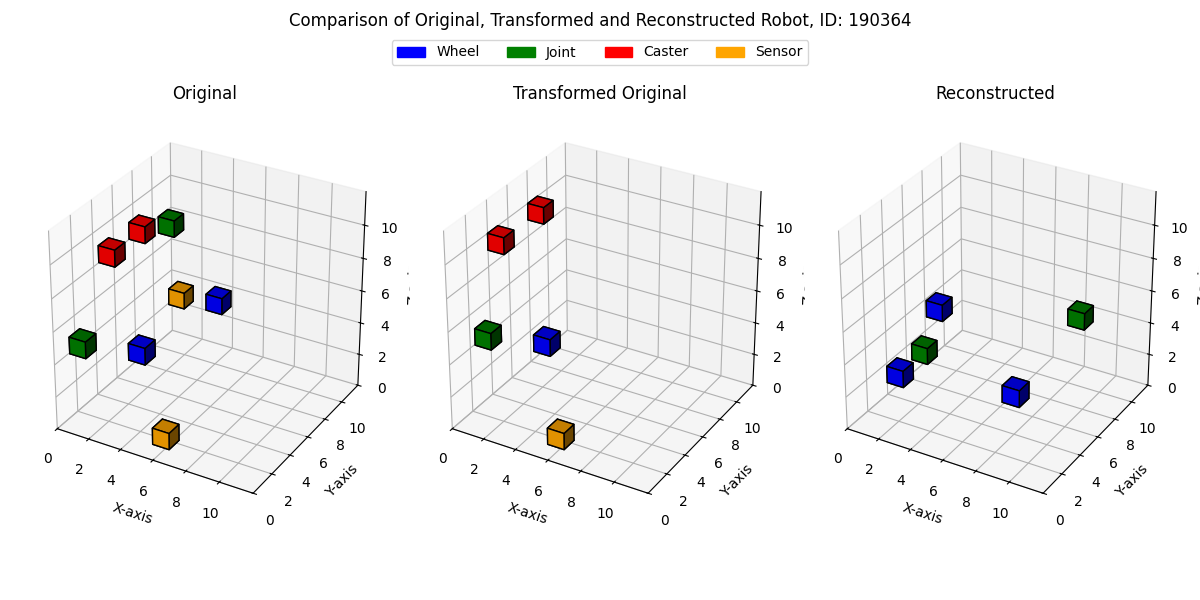 Comparison of Original, Transformed and Reconstructed Robot, ID: 190364
Wheel Joint Caster Sensor
Original Transformed Original Reconstructed
10 10 10
8 8 8
6 6 6
4 4 4
2 2 2
0 0 0
10 10 10
8 8 8
6 6 6
4 4 4
2 2 2
0 0 0
0 2 4 6 8 10 0 2 4 6 8 10 0 2 4 6 8 10
X-axis Y-axis X-axis Y-axis X-axis Y-axis